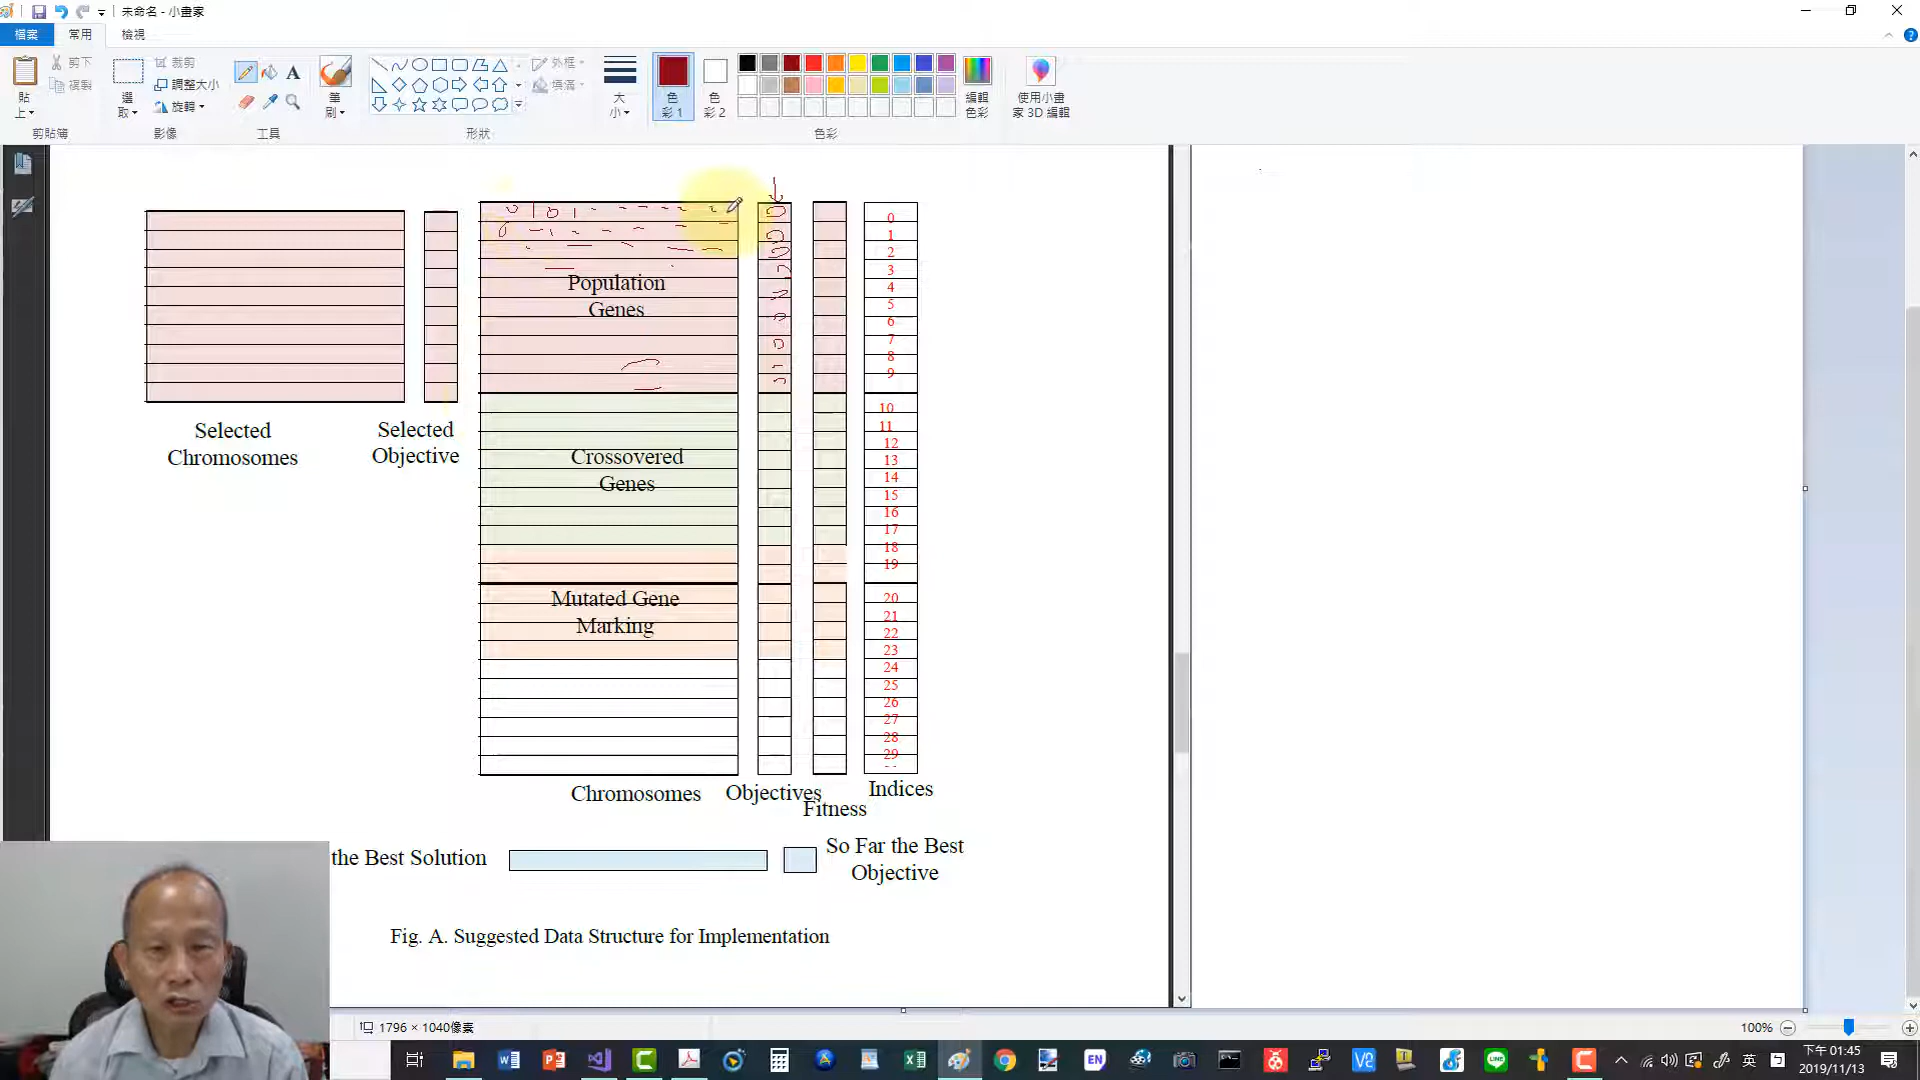 未命名 - 小畫家
檔案 常用 檢視
貼上
剪下
複製
剪貼簿
選取
裁剪
調整大小
旋轉
影像
A
工具
筆刷
形狀
外框
填滿
大小
色彩 1
色彩 2
色彩
編輯色彩
使用小畫家 3D 編輯
Population
Genes
Crossovered
Genes
Mutated Gene
Marking
Selected
Chromosomes
Selected
Objective
0
1
2
3
4
5
6
7
8
9
10
11
12
13
14
15
16
17
18
19
20
21
22
23
24
25
26
27
28
29
Chromosomes
Objectives
Fitness
Indices
the Best Solution
So Far the Best
Objective
Fig. A. Suggested Data Structure for Implementation
1796 × 1040像素
100%
EN
英
下午 01:45
2019/11/13